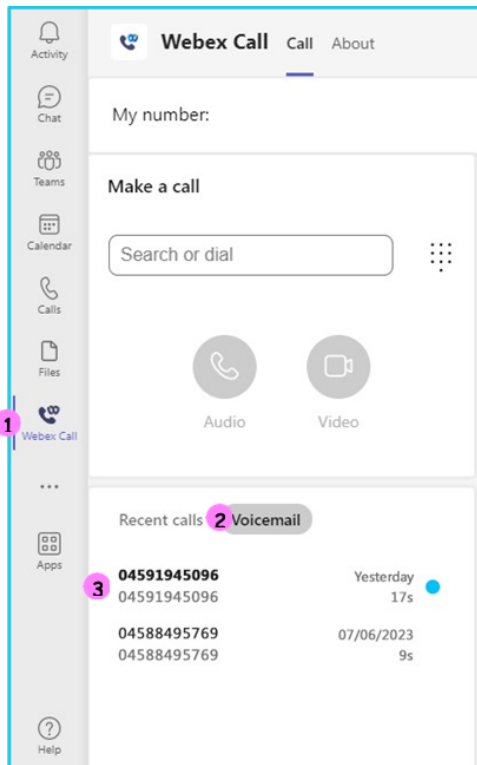 Activity
Chat
Teams
Calendar
Calls
Files
1
Webex Call
...
Apps
Help
Webex Call Call About
My number:
Make a call
Search or dial
Audio Video
Recent calls 2 Voicemail
04591945096 Yesterday
3 04591945096 17s
04588495769 07/06/2023
04588495769 9s